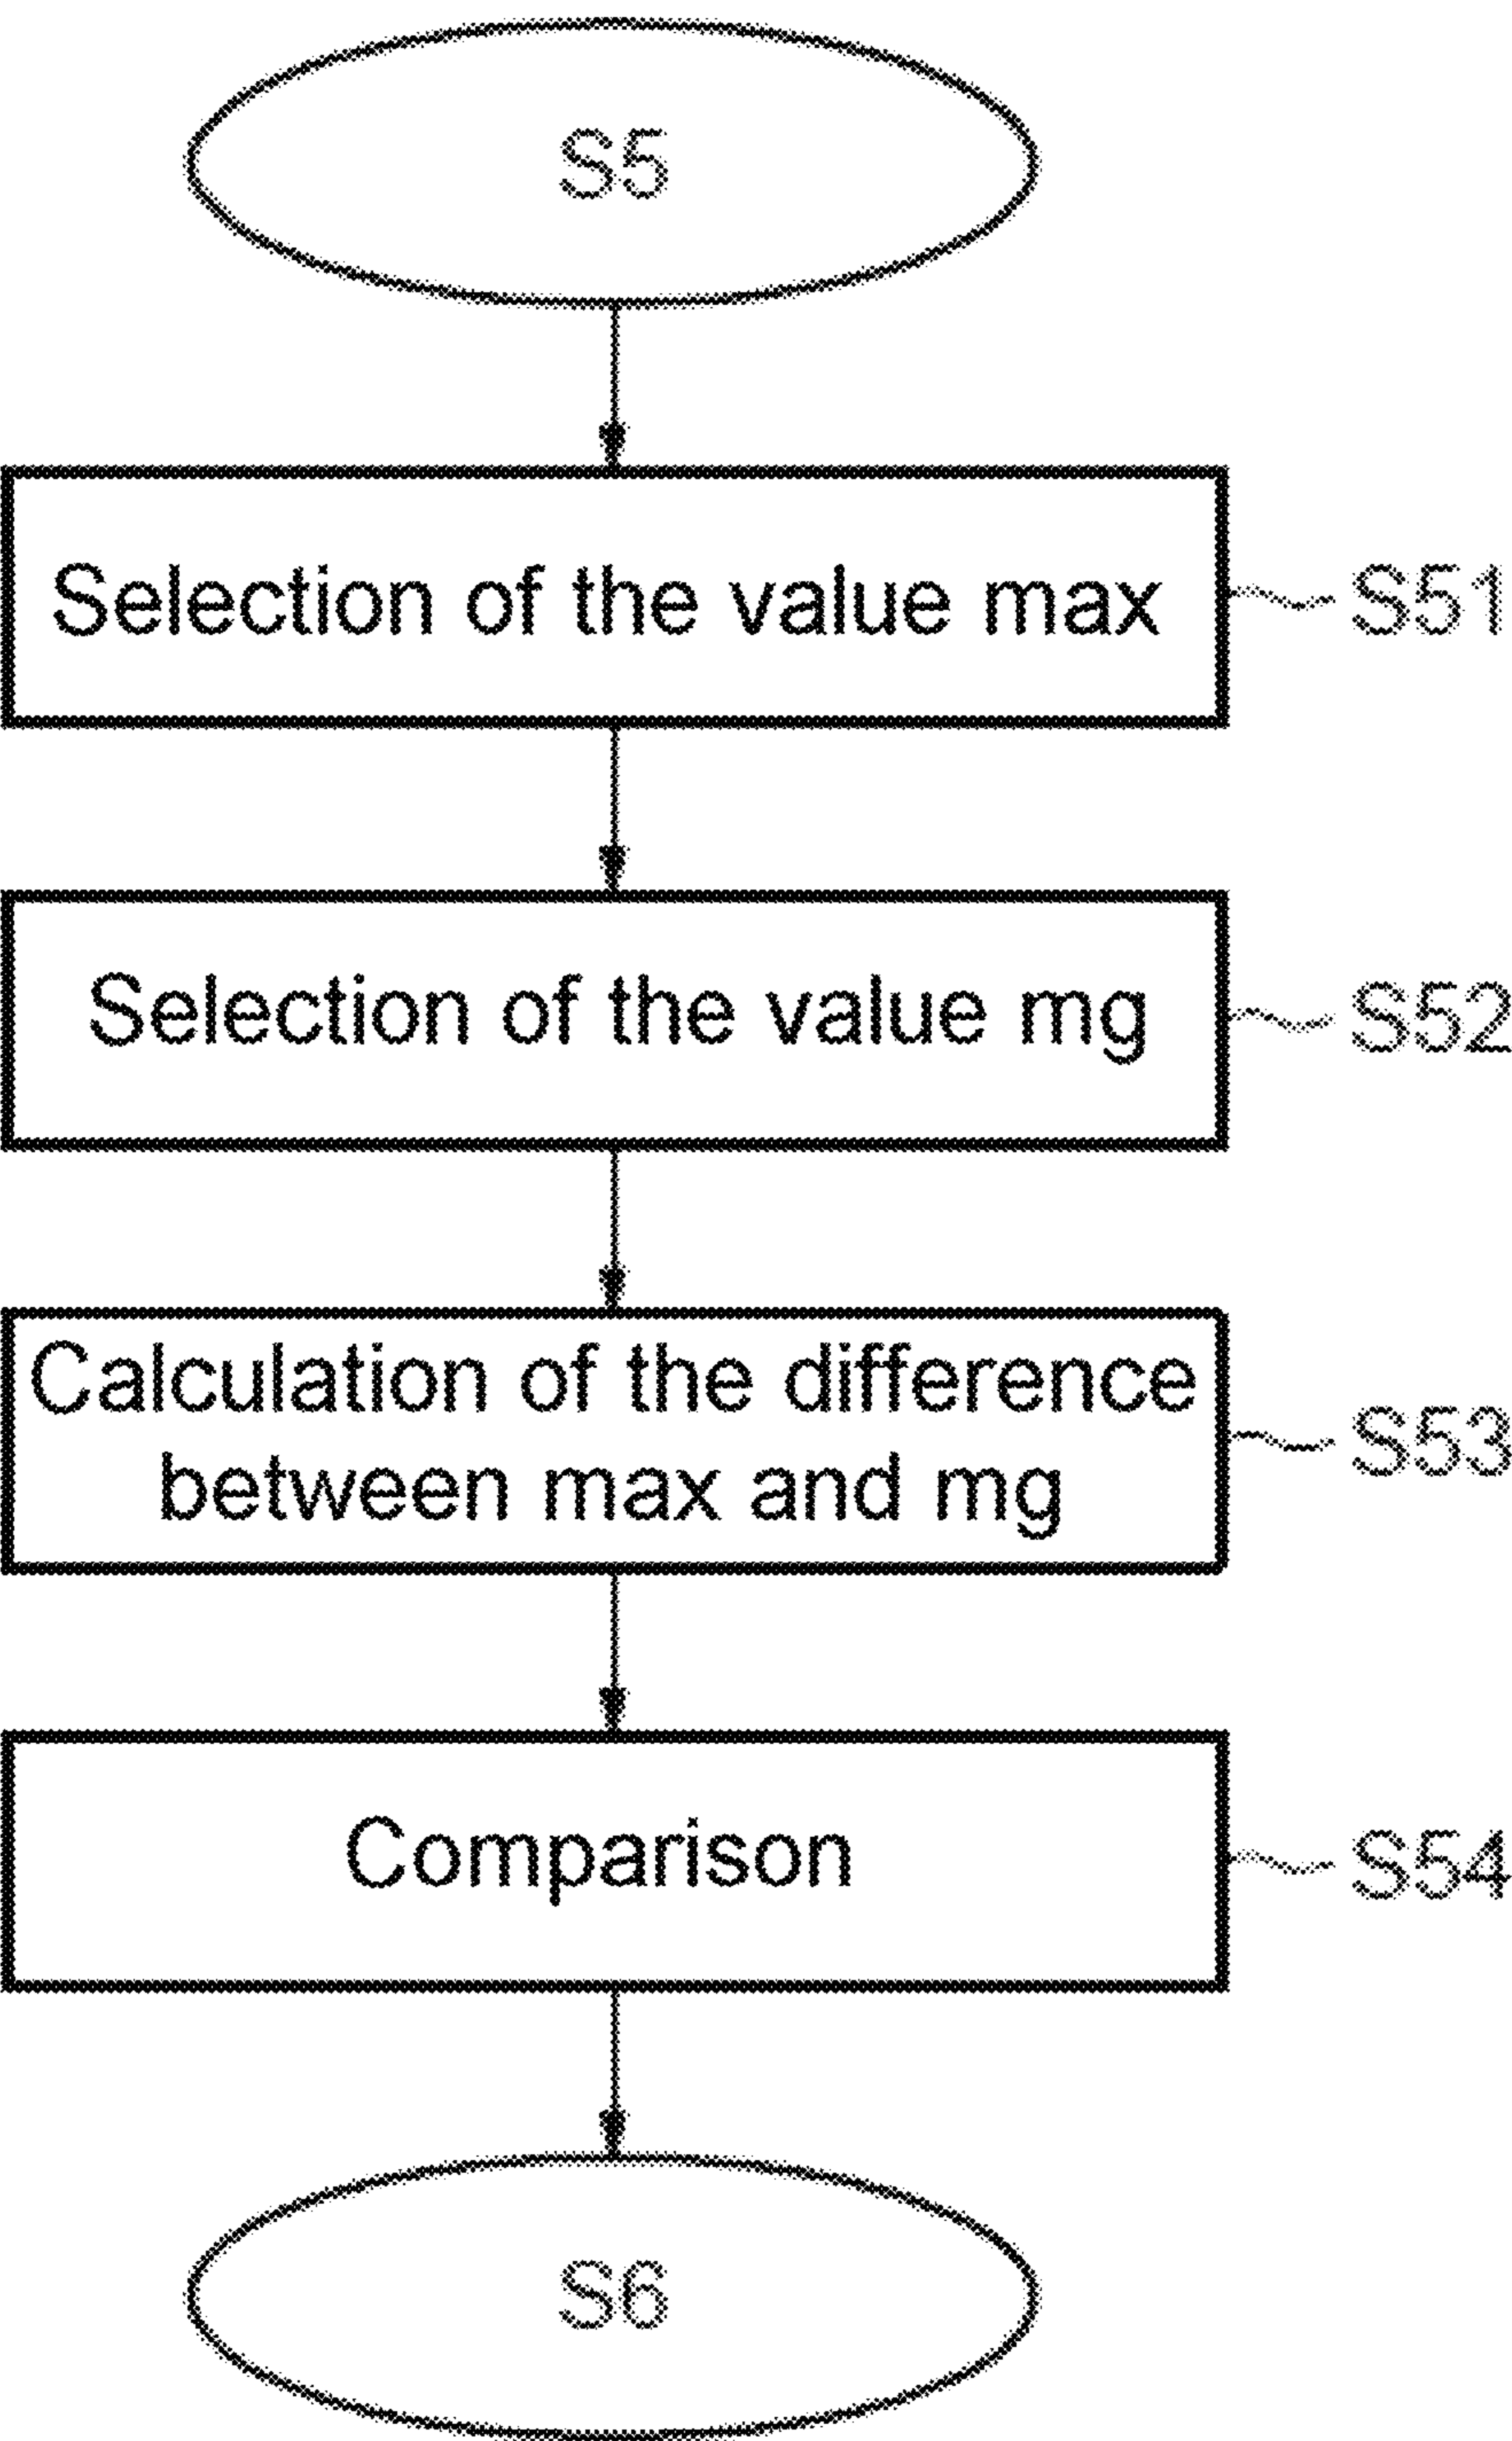 S5
Selection of the value max
S51
Selection of the value mg
S52
Calculation of the difference
between max and mg
S53
Comparison
S54
S6